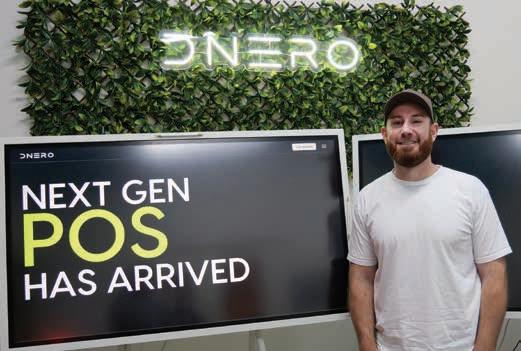 DNERO
DNERO
NEXT GEN
POS
HAS ARRIVED